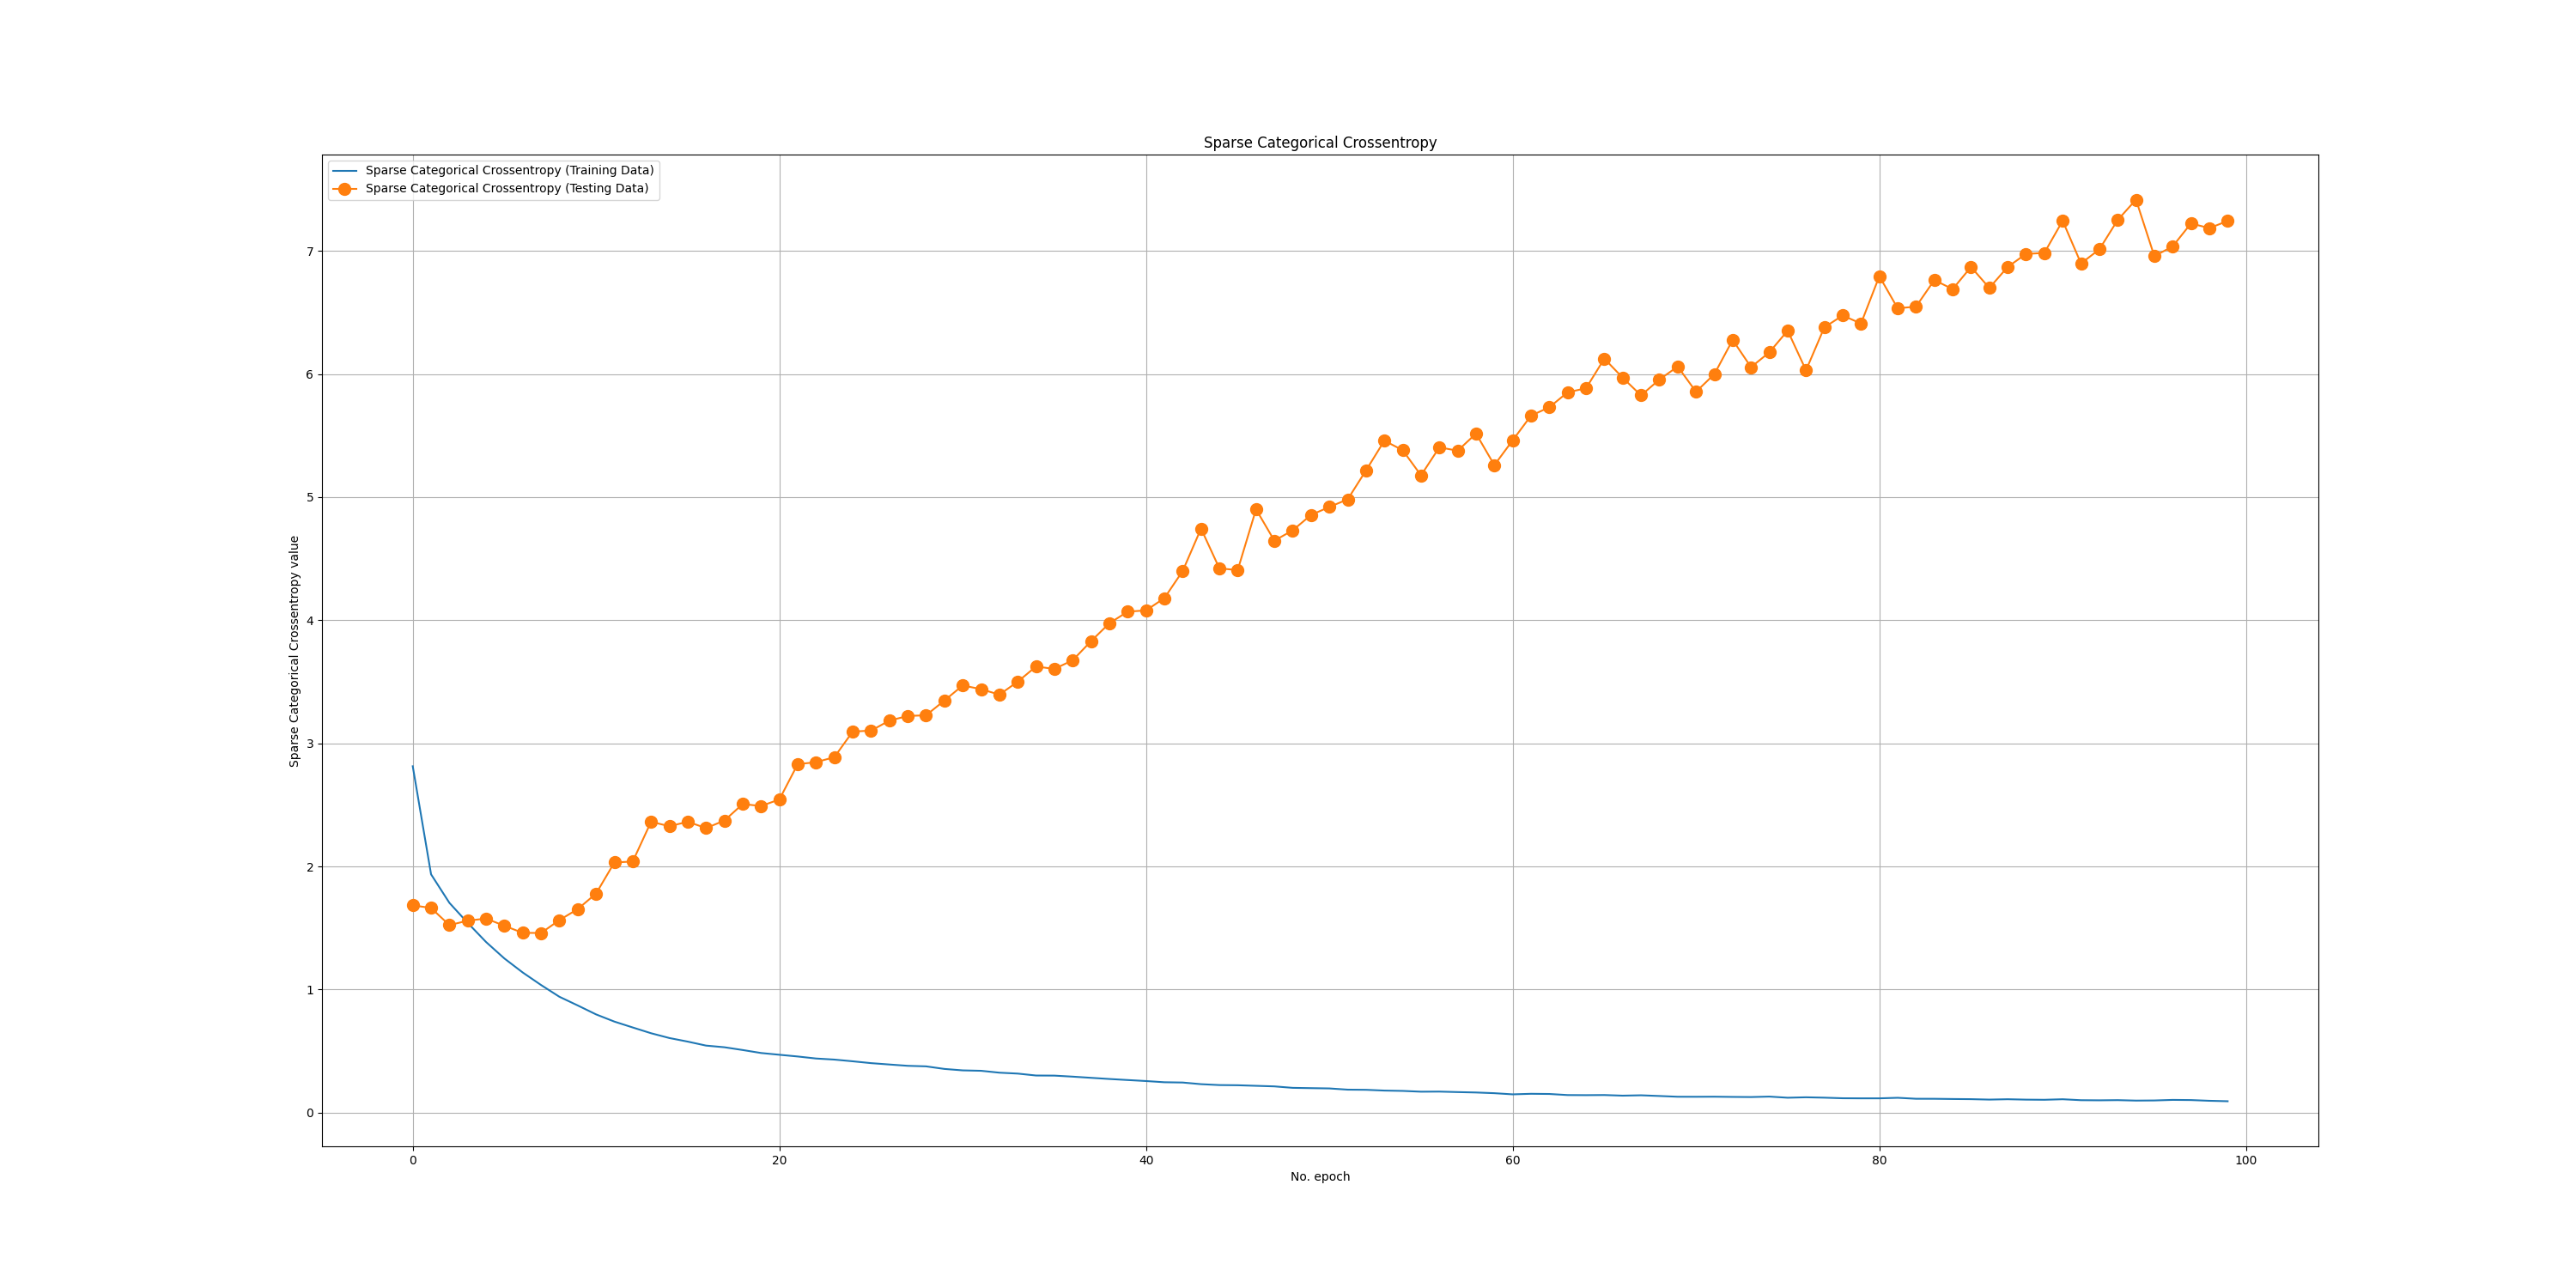 Sparse Categorical Crossentropy
Sparse Categorical Crossentropy (Training Data)
Sparse Categorical Crossentropy (Testing Data)
Sparse Categorical Crossentropy value
7
6
5
4
3
2
1
0
0 20 40 60 80 100
No. epoch